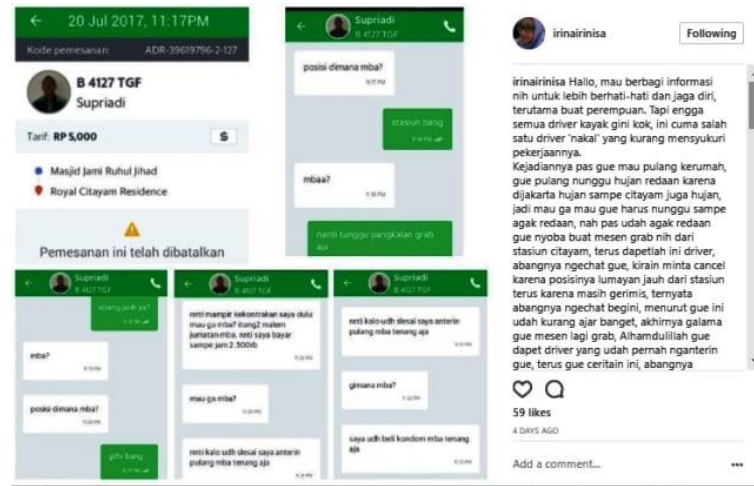 20 Jul 2017, 11:17PM
Kode pemesanan: ADR-39619796-2-127
B 4127 TGF
Supriadi
Tarif: RP 5,000
$
Masjid Jami Ruhul Jihad
Royal Citayam Residence
Pemesanan ini telah dibatalkan
Supriadi
B 4127 TGF
posisi dimana mba?
stasiun bang
mbaa?
nanti tunggu pangkalan grab
aja
Supriadi
B 4127 TGF
abang jauh ya?
mba?
posisi dimana mba?
gdtv bang
Supriadi
B 4127 TGF
nnti mampir kekontrakan saya dulu
mau ga mba? itung2 malem
jumatan mba. nnti saya bayar
sampe jam 2 500rb
mau ga mba?
nnti kalo udh slesai saya anterin
pulang mba tenang aja
Supriadi
B 4127 TGF
nnti kalo udh slesai saya anterin
pulang mba tenang aja
gimana mba?
saya udh beli kondom mba tenang
aja
irinairinisa
Following
irinairinisa Hallo, mau berbagi informasi
nih untuk lebih berhati-hati dan jaga diri,
terutama buat perempuan. Tapi engga
semua driver kayak gini kok, ini cuma salah
satu driver 'nakal' yang kurang mensyukuri
pekerjaannya.
Kejadiannya pas gue mau pulang kerumah,
gue pulang nunggu hujan redaan karena
dijakarta hujan sampe citayam juga hujan,
jadi mau ga mau gue harus nunggu sampe
agak redaan, nah pas udah agak redaan
gue nyoba buat mesen grab nih dari
stasiun citayam, terus dapetlah ini driver,
abangnya ngechat gue, kirain minta cancel
karena posisinya lumayan jauh dari stasiun
terus karena masih gerimis, ternyata
abangnya ngechat begini, menurut gue ini
udah kurang ajar banget, akhirnya galama
gue mesen lagi grab, Alhamdulillah gue
dapet driver yang udah pernah nganterin
gue, terus gue ceritain ini, abangnya
59 likes
4 DAYS AGO
Add a comment...